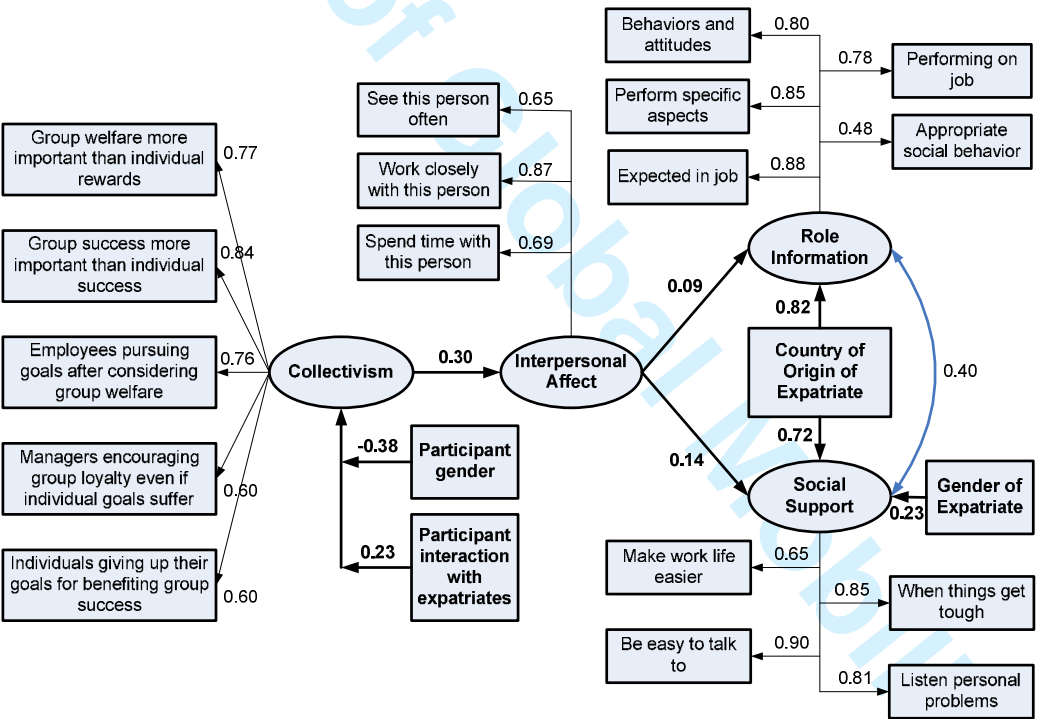 Group welfare more
important than individual
rewards
0.77
Group success more
important than individual
success
0.84
Employees pursuing
goals after considering
group welfare
0.76
Managers encouraging
group loyalty even if
individual goals suffer
0.60
Individuals giving up their
goals for benefiting group
success
0.60
Collectivism
-0.38
Participant
gender
0.23
Participant
interaction
with
expatriates
0.30
See this person
often
0.65
Work closely
with this person
0.87
Spend time with
this person
0.69
Interpersonal
Affect
0.09
0.14
Behaviors and
attitudes
0.80
0.78
Performing on
job
Perform specific
aspects
0.85
0.48
Appropriate
social behavior
Expected in job
0.88
Role
Information
0.82
Country of
Origin of
Expatriate
0.72
0.40
Social
Support
0.23
Gender of
Expatriate
Make work life
easier
0.65
0.85
When things get
tough
Be easy to talk
to
0.90
0.81
Listen personal
problems
of Global Mobili